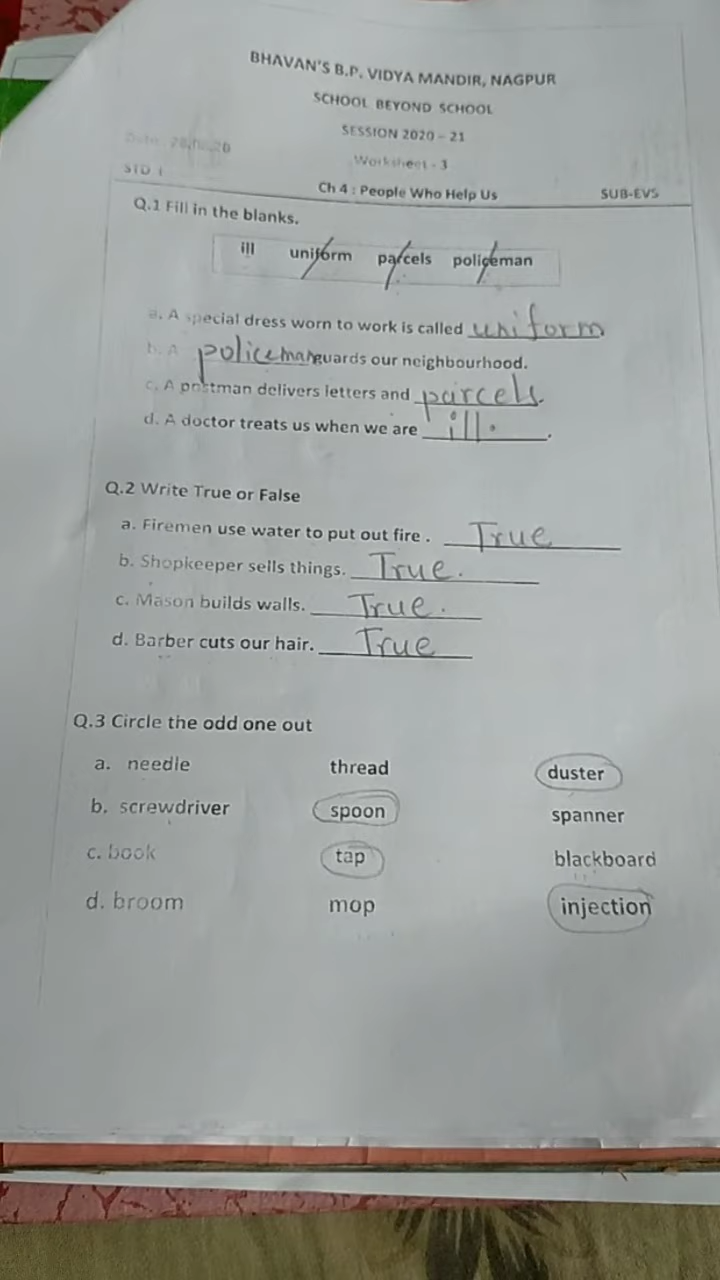 BHAVAN'S B.P. VIDYA MANDIR, NAGPUR
SCHOOL BEYOND SCHOOL
SESSION 2020 – 21
Worksheet - 3
STD I
Ch 4 : People Who Help Us SUB-EVS
Q.1 Fill in the blanks.
ill uniform parcels policeman
a. A special dress worn to work is called uniform
b. A policeman guards our neighbourhood.
c. A postman delivers letters and parcels.
d. A doctor treats us when we are ill.
Q.2 Write True or False
a. Firemen use water to put out fire . True
b. Shopkeeper sells things. True.
c. Mason builds walls. True.
d. Barber cuts our hair. True
Q.3 Circle the odd one out
a. needle thread duster
b. screwdriver spoon spanner
c. book tap blackboard
d. broom mop injection